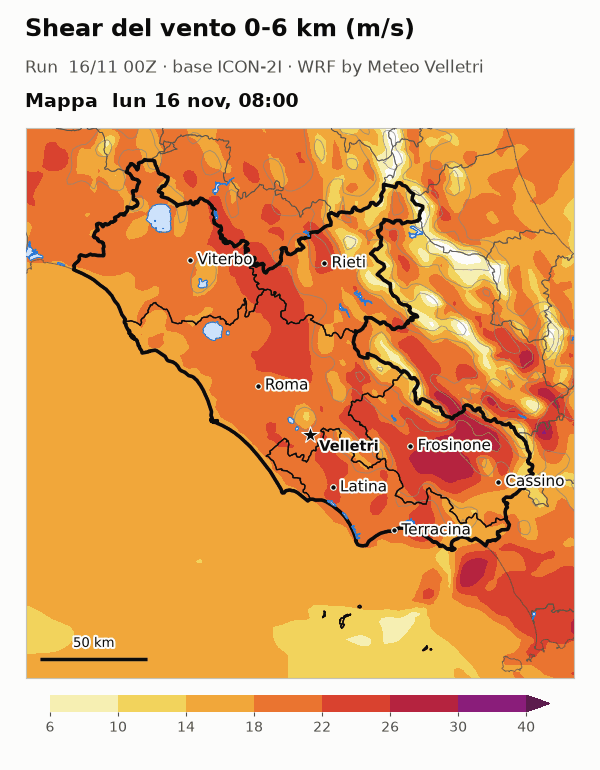 Shear del vento 0-6 km (m/s)
Run  16/11 00Z · base ICON-2I · WRF by Meteo Velletri
Mappa  lun 16 nov, 08:00
Viterbo
Rieti
Roma
Velletri
Frosinone
Latina
Cassino
Terracina
50 km
6 10 14 18 22 26 30 40